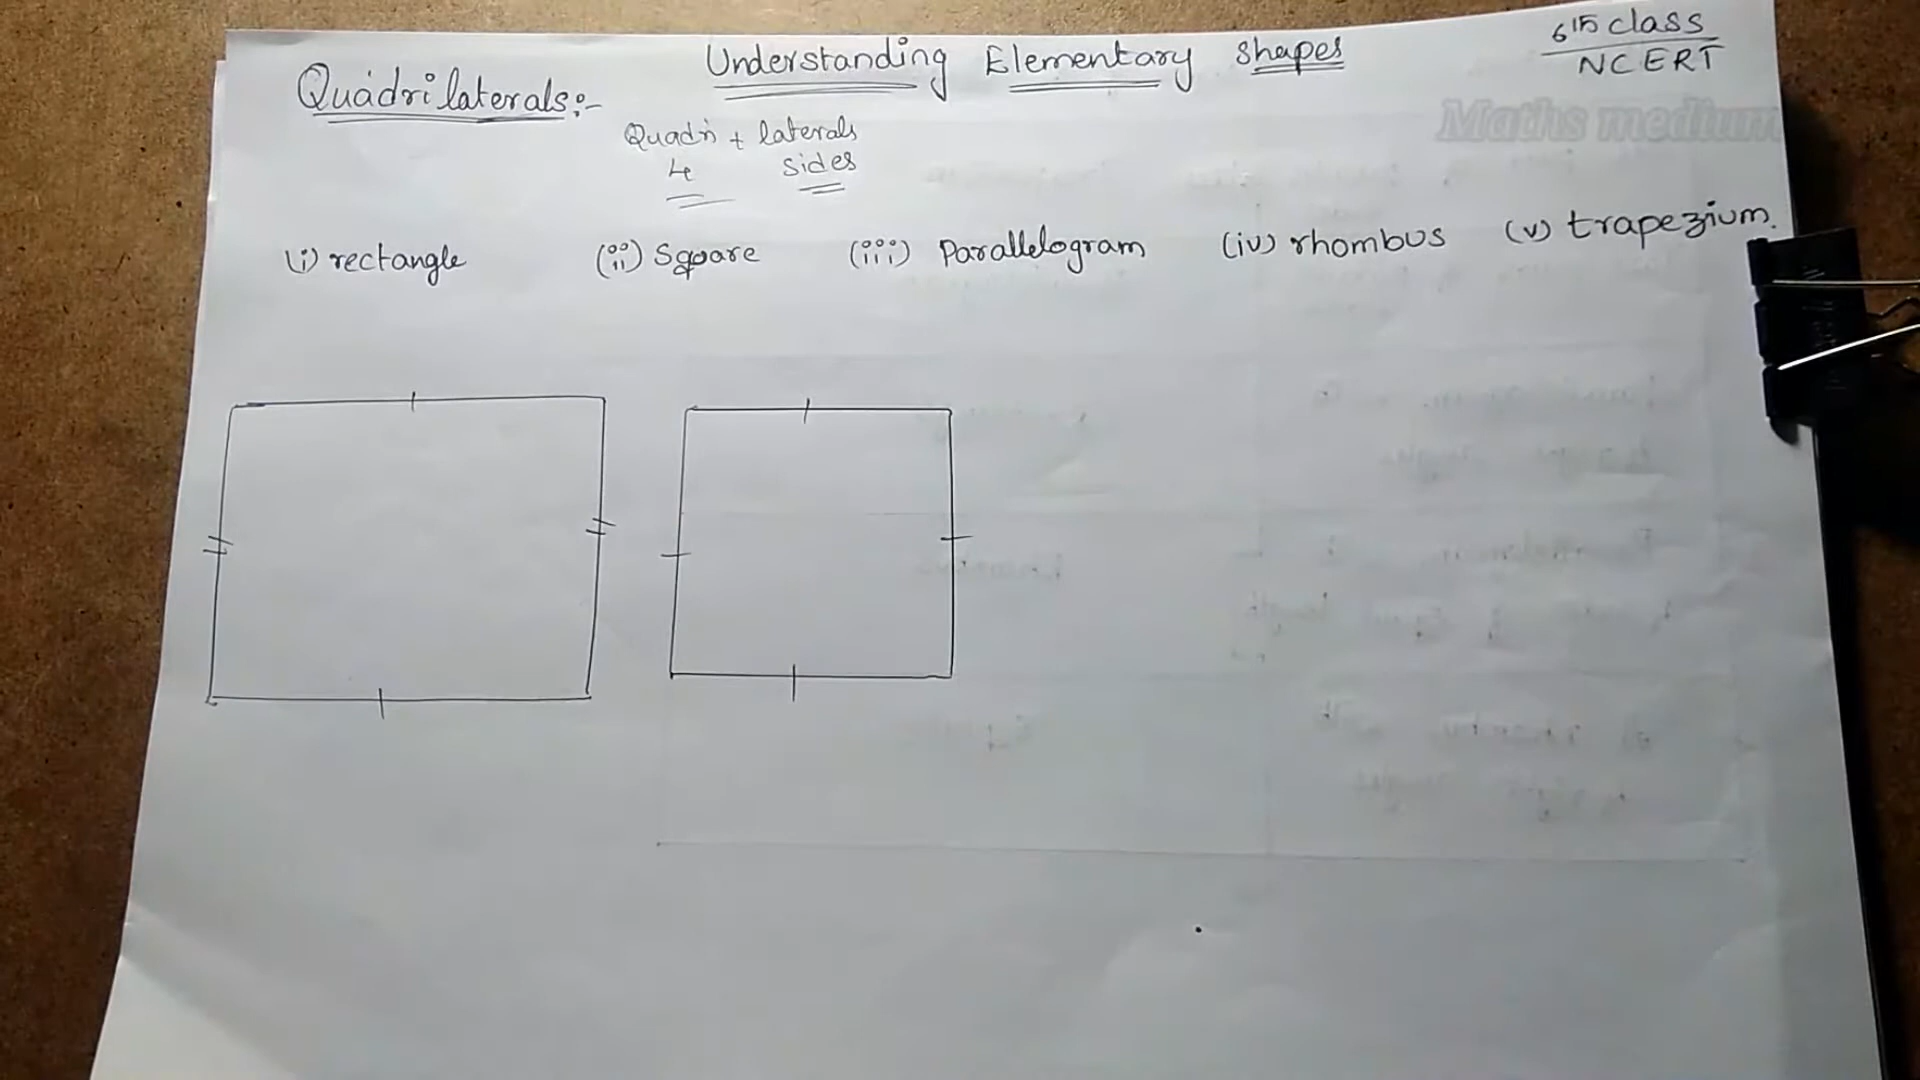 Understanding Elementary Shapes
6th class
NCERT
Maths medium
Quadrilaterals:-
Quadri + laterals
4 sides
(i) rectangle (ii) Square (iii) Parallelogram (iv) rhombus (v) trapezium.